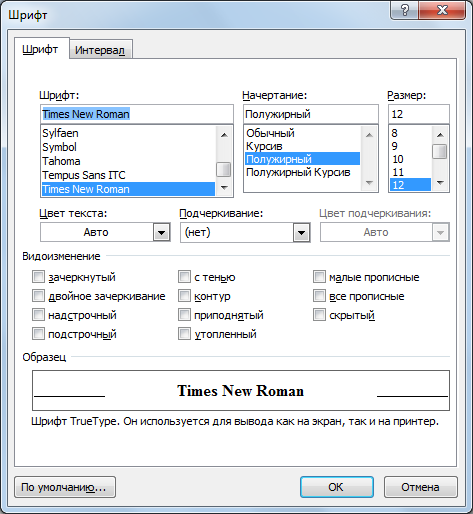 Шрифт
Шрифт Интервал
Шрифт: Начертание: Размер:
Times New Roman Полужирный 12
Sylfaen Обычный 8
Symbol Курсив 9
Tahoma Полужирный 10
Tempus Sans ITC Полужирный Курсив 11
Times New Roman 12
Цвет текста: Подчеркивание: Цвет подчеркивания:
Авто (нет) Авто
Видоизменение
зачеркнутый с тенью малые прописные
двойное зачеркивание контур все прописные
надстрочный приподнятый скрытый
подстрочный утопленный
Образец
Times New Roman
Шрифт TrueType. Он используется для вывода как на экран, так и на принтер.
По умолчанию... ОК Отмена